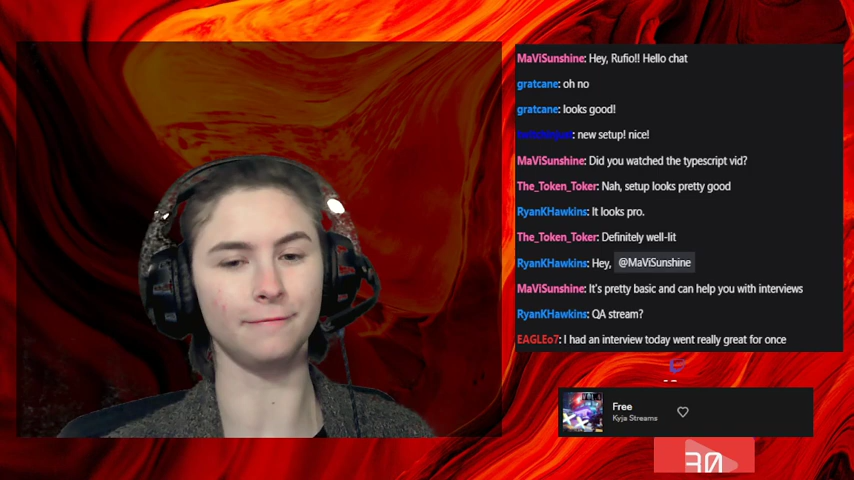 MaViSunshine: Hey, Rufio!! Hello chat
gratcane: oh no
gratcane: looks good!
: new setup! nice!
MaViSunshine: Did you watched the typescript vid?
The_Token_Toker: Nah, setup looks pretty good
RyanKHawkins: It looks pro.
The_Token_Toker: Definitely well-lit
RyanKHawkins: Hey, @MaViSunshine
MaViSunshine: It's pretty basic and can help you with interviews
RyanKHawkins: QA stream?
EAGLEo7: I had an interview today went really great for once
Free
Kyja Streams
30